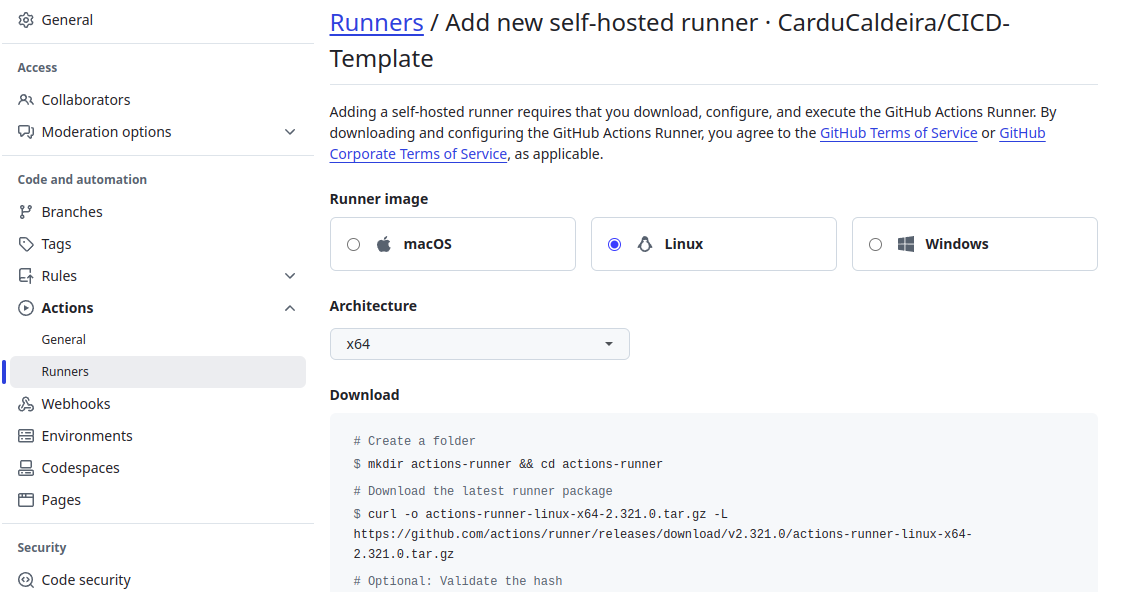 General
Access
Collaborators
Moderation options
Code and automation
Branches
Tags
Rules
Actions
General
Runners
Webhooks
Environments
Codespaces
Pages
Security
Code security
Runners / Add new self-hosted runner · CarduCaldeira/CICD-
Template
Adding a self-hosted runner requires that you download, configure, and execute the GitHub Actions Runner. By
downloading and configuring the GitHub Actions Runner, you agree to the GitHub Terms of Service or GitHub
Corporate Terms of Service, as applicable.
Runner image
macOS
Linux
Windows
Architecture
x64
Download
# Create a folder
$ mkdir actions-runner && cd actions-runner
# Download the latest runner package
$ curl -o actions-runner-linux-x64-2.321.0.tar.gz -L
https://github.com/actions/runner/releases/download/v2.321.0/actions-runner-linux-x64-
2.321.0.tar.gz
# Optional: Validate the hash